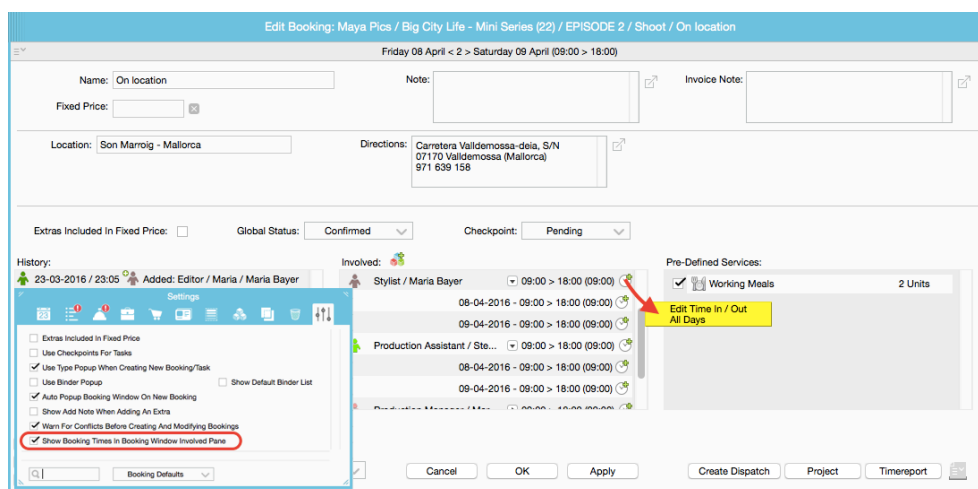 Edit Booking: Maya Pics / Big City Life - Mini Series (22) / EPISODE 2 / Shoot / On location
Friday 08 April < 2 > Saturday 09 April (09:00 > 18:00)
Name: On location
Note:
Invoice Note:
Fixed Price:
Location: Son Marroig - Mallorca
Directions: Carretera Valldemossa-deia, S/N
07170 Valldemossa (Mallorca)
971 639 158
Extras Included In Fixed Price:
Global Status: Confirmed
Checkpoint: Pending
History:
23-03-2016 / 23:05 Added: Editor / Maria / Maria Bayer
Involved:
Stylist / Maria Bayer 09:00 > 18:00 (09:00)
08-04-2016 - 09:00 > 18:00 (09:00)
09-04-2016 - 09:00 > 18:00 (09:00)
Production Assistant / Ste... 09:00 > 18:00 (09:00)
08-04-2016 - 09:00 > 18:00 (09:00)
09-04-2016 - 09:00 > 18:00 (09:00)
Pre-Defined Services:
Working Meals 2 Units
Edit Time In / Out
All Days
Settings
23
Extras Included In Fixed Price
Use Checkpoints For Tasks
Use Type Popup When Creating New Booking/Task
Use Binder Popup Show Default Binder List
Auto Popup Booking Window On New Booking
Show Add Note When Adding An Extra
Warn For Conflicts Before Creating And Modifying Bookings
Show Booking Times In Booking Window Involved Pane
Booking Defaults
Cancel
OK
Apply
Create Dispatch
Project
Timereport